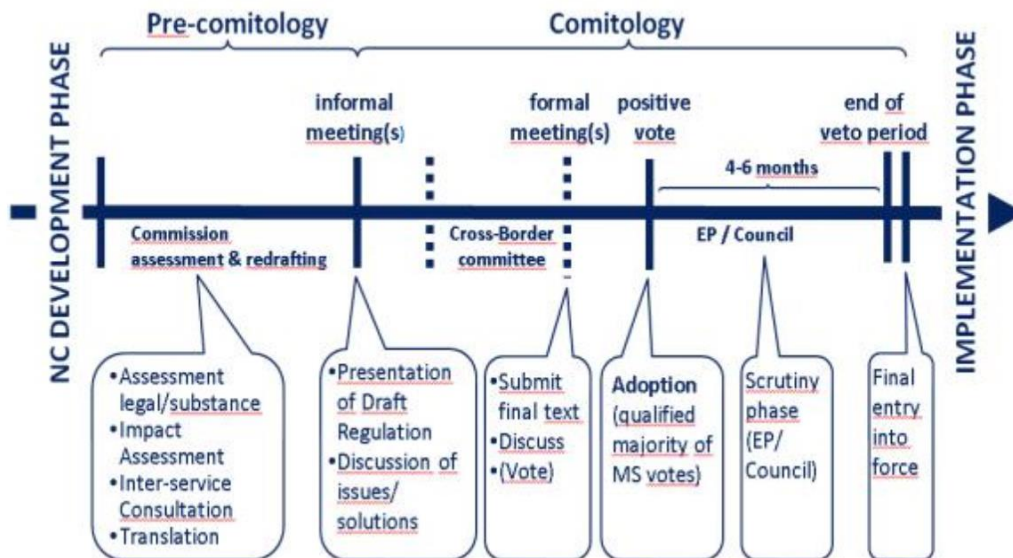 Pre-comitology
Comitology
NC DEVELOPMENT PHASE
informal
meeting(s)
formal
meeting(s)
positive
vote
end of
veto period
IMPLEMENTATION PHASE
4-6 months
Commission
assessment & redrafting
Cross-Border
committee
EP / Council
•Assessment
legal/substance
•Impact
Assessment
•Inter-service
Consultation
•Translation
•Presentation
of Draft
Regulation
•Discussion of
issues/
solutions
•Submit
final text
•Discuss
•(Vote)
Adoption
(qualified
majority of
MS votes)
Scrutiny
phase
(EP/
Council)
Final
entry
into
force